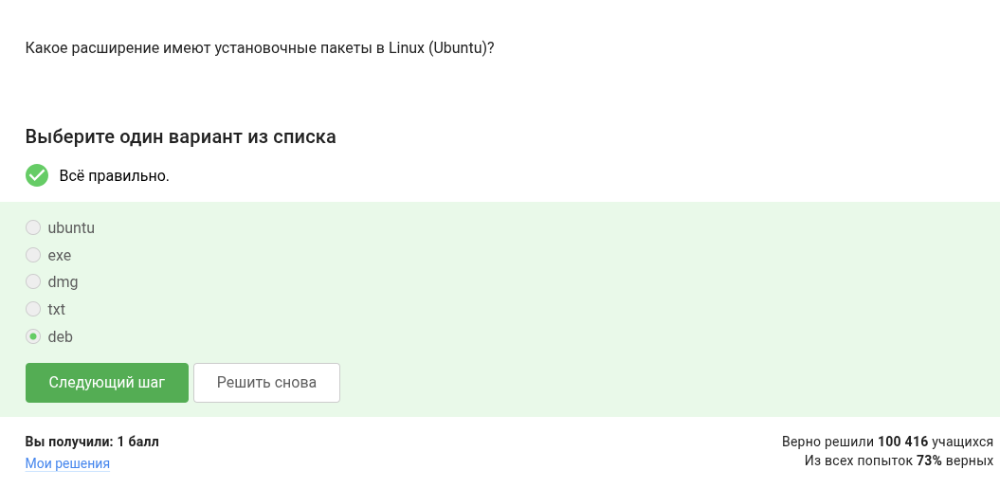 Какое расширение имеют установочные пакеты в Linux (Ubuntu)?
Выберите один вариант из списка
Всё правильно.
ubuntu
exe
dmg
txt
deb
Следующий шаг
Решить снова
Вы получили: 1 балл
Мои решения
Верно решили 100 416 учащихся
Из всех попыток 73% верных